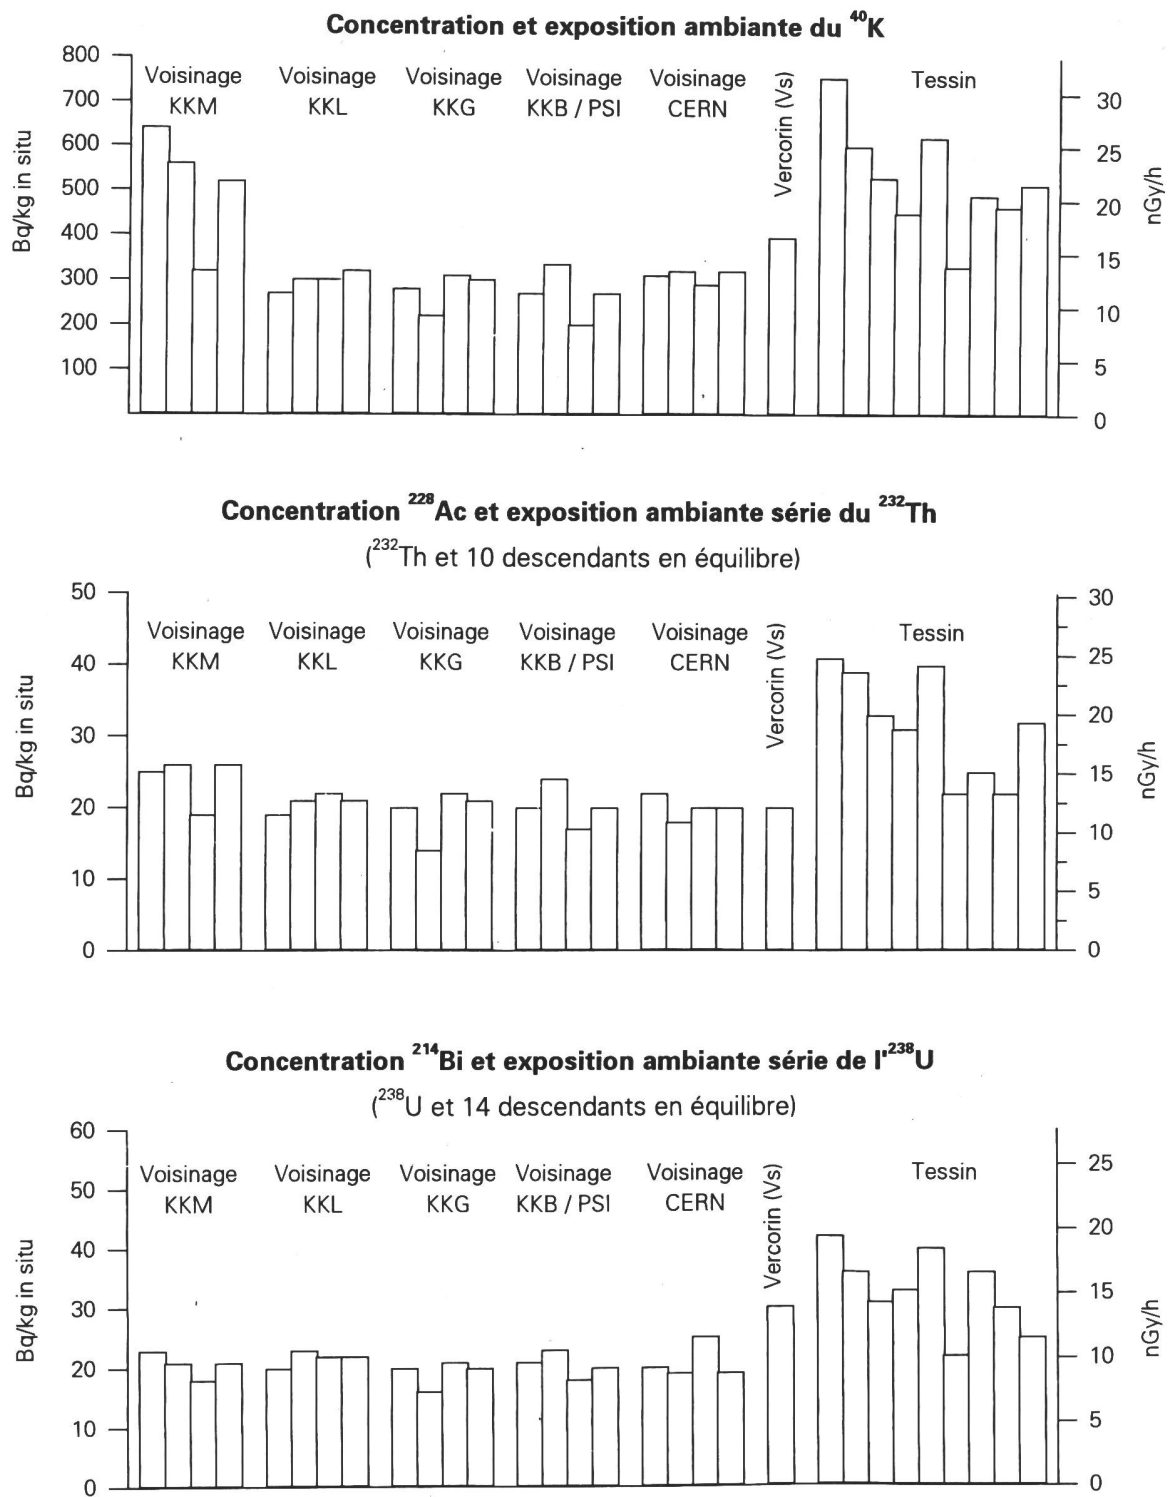 Concentration et exposition ambiante du ⁴⁰K
800
700
600
500
400
300
200
100
Bq/kg in situ
Voisinage
KKM
Voisinage
KKL
Voisinage
KKG
Voisinage
KKB / PSI
Voisinage
CERN
Vercorin (Vs)
Tessin
30
25
20
15
10
5
0
nGy/h
Concentration ²²⁸Ac et exposition ambiante série du ²³²Th
(²³²Th et 10 descendants en équilibre)
50
40
30
20
10
0
Bq/kg in situ
Voisinage
KKM
Voisinage
KKL
Voisinage
KKG
Voisinage
KKB / PSI
Voisinage
CERN
Vercorin (Vs)
Tessin
30
25
20
15
10
5
0
nGy/h
Concentration ²¹⁴Bi et exposition ambiante série de l'²³⁸U
(²³⁸U et 14 descendants en équilibre)
60
50
40
30
20
10
0
Bq/kg in situ
Voisinage
KKM
Voisinage
KKL
Voisinage
KKG
Voisinage
KKB / PSI
Voisinage
CERN
Vercorin (Vs)
Tessin
25
20
15
10
5
0
nGy/h